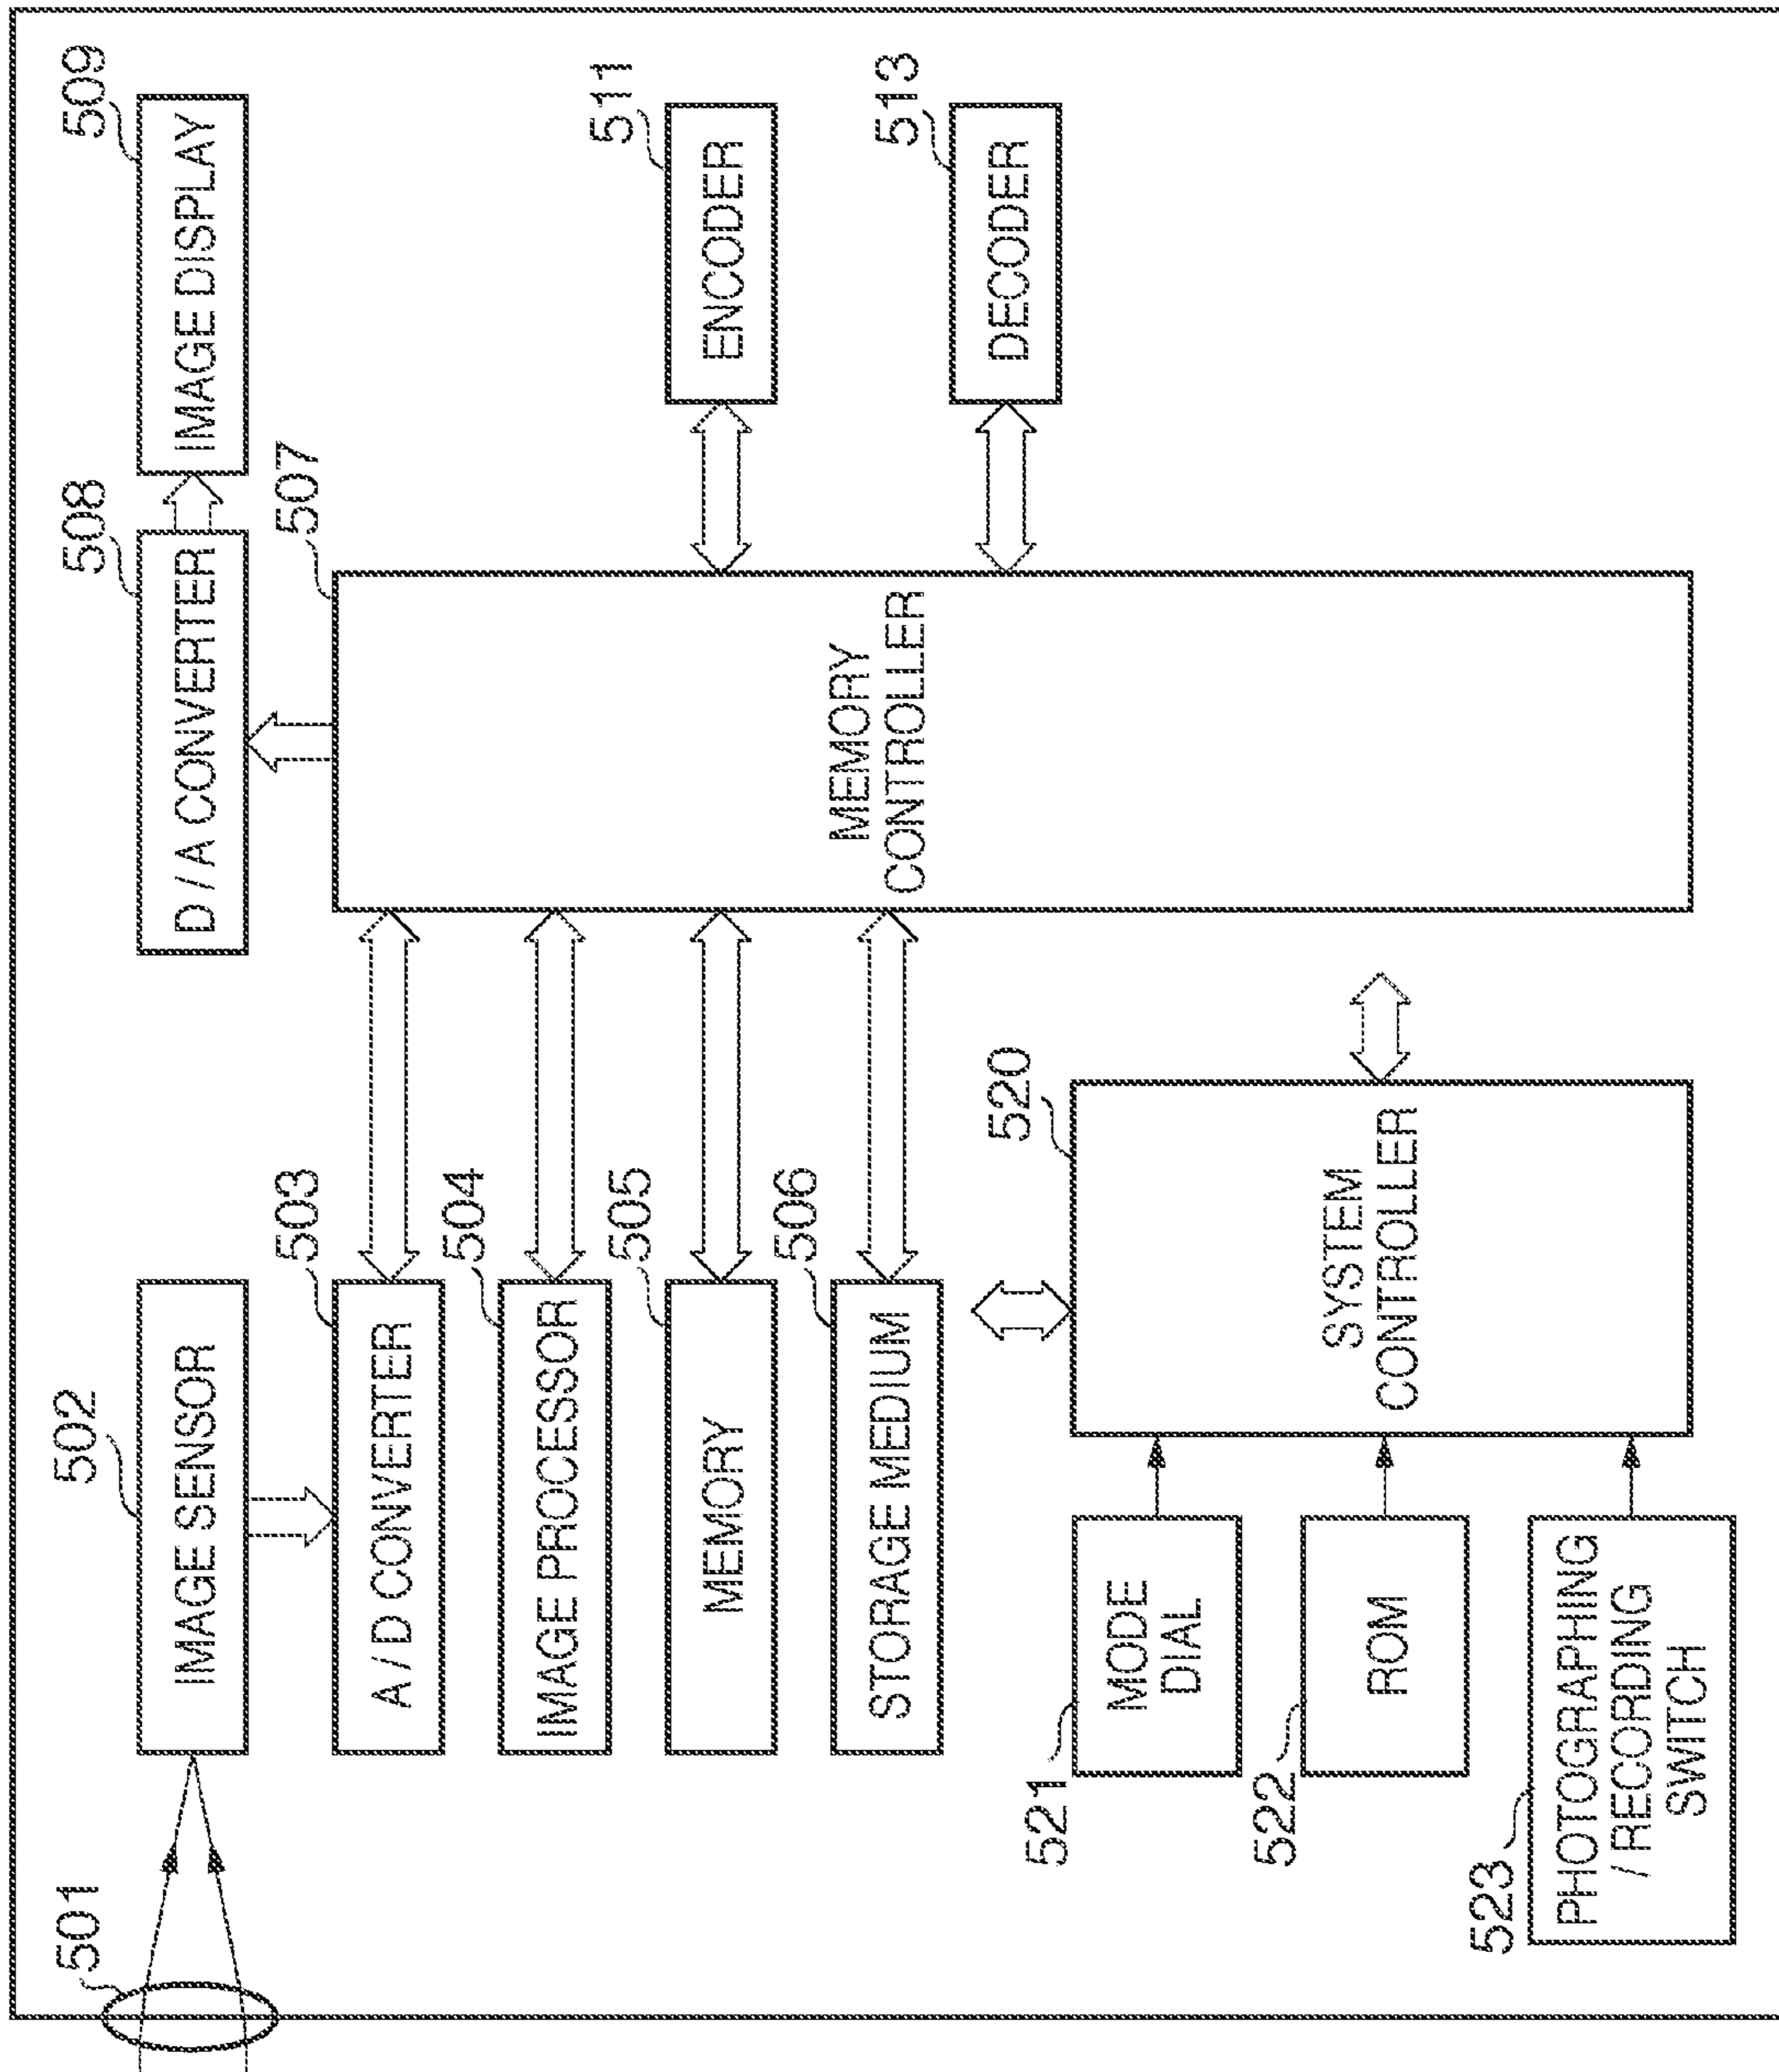 501
502
IMAGE SENSOR
508
D / A CONVERTER
509
IMAGE DISPLAY
503
A / D CONVERTER
507
MEMORY
CONTROLLER
504
IMAGE PROCESSOR
505
MEMORY
506
STORAGE MEDIUM
511
ENCODER
513
DECODER
520
SYSTEM
CONTROLLER
521
MODE
DIAL
522
ROM
523
PHOTOGRAPHING
/ RECORDING
SWITCH